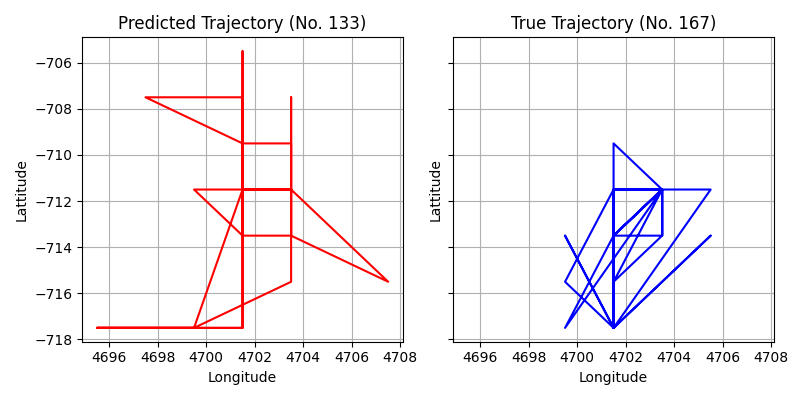 Predicted Trajectory (No. 133)
True Trajectory (No. 167)
−706
−708
−710
−712
−714
−716
−718
Lattitude
Lattitude
4696 4698 4700 4702 4704 4706 4708
4696 4698 4700 4702 4704 4706 4708
Longitude
Longitude